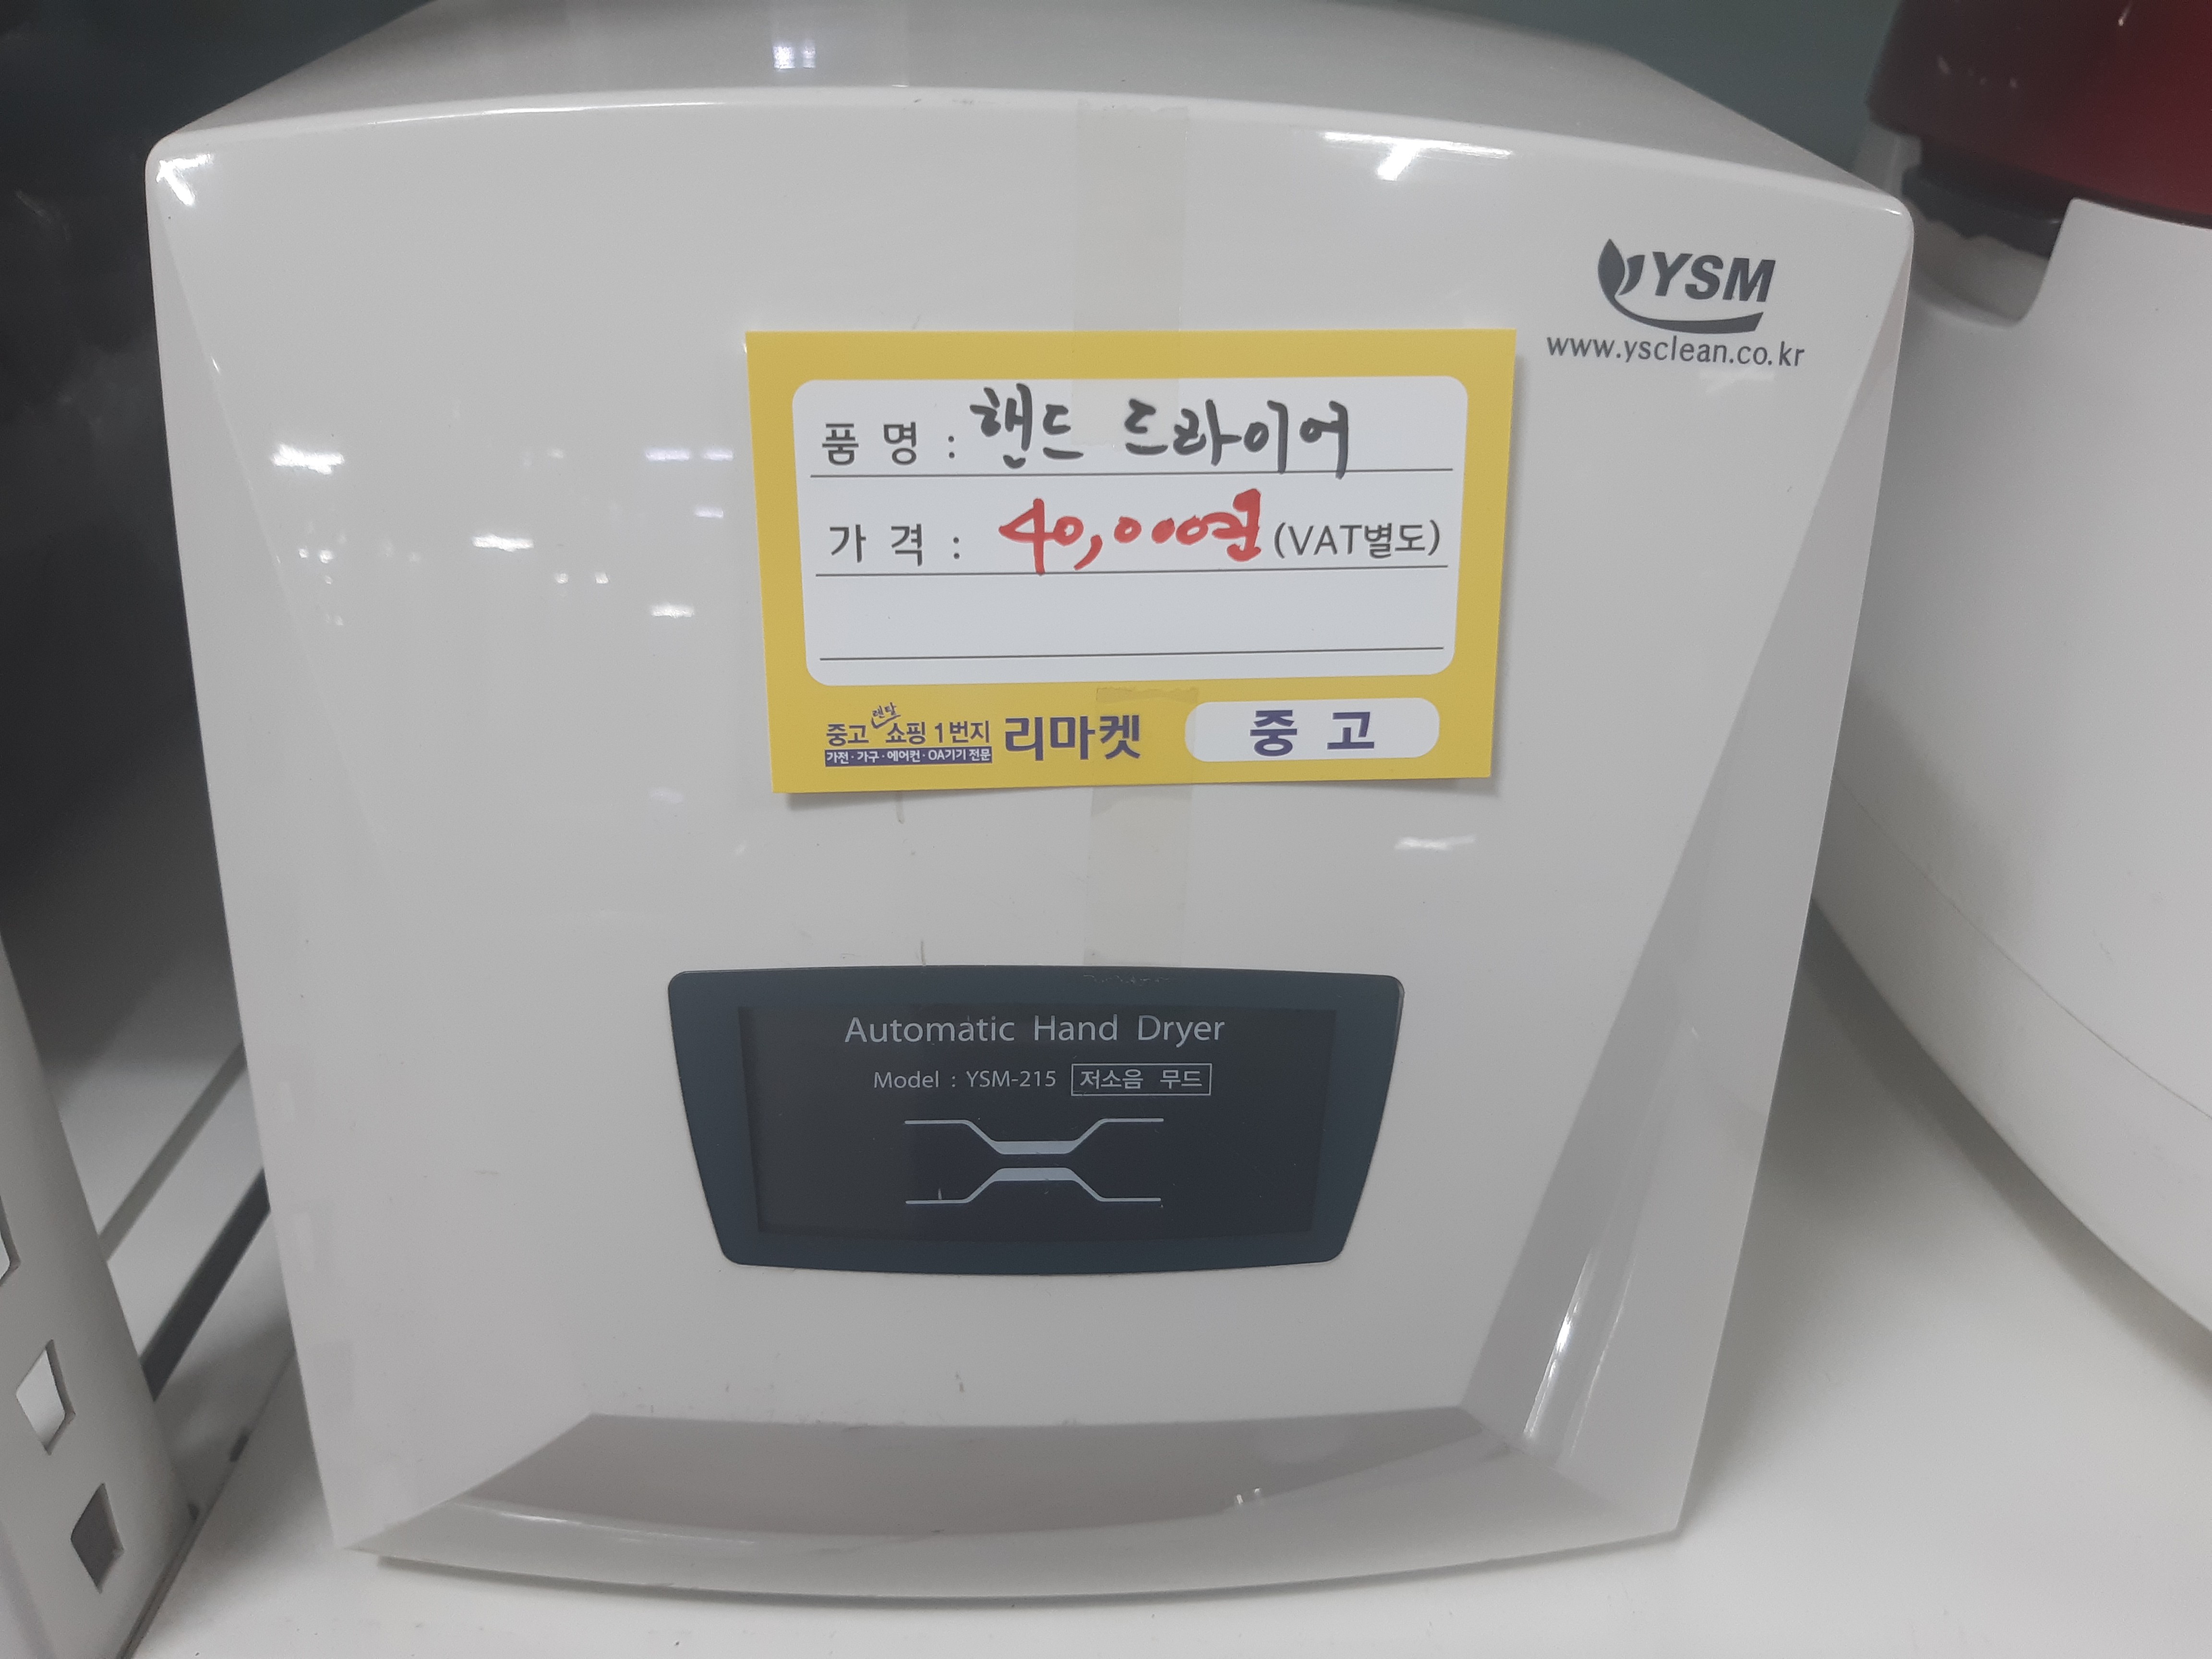 YSM
www.ysclean.co.kr
품 명 : 핸드 드라이어
가 격 : 40,000원 (VAT별도)
중고 렌탈 쇼핑 1번지 리마켓 중 고
가전·가구·에어컨·OA기기 전문
Automatic Hand Dryer
Model : YSM-215 저소음 무드